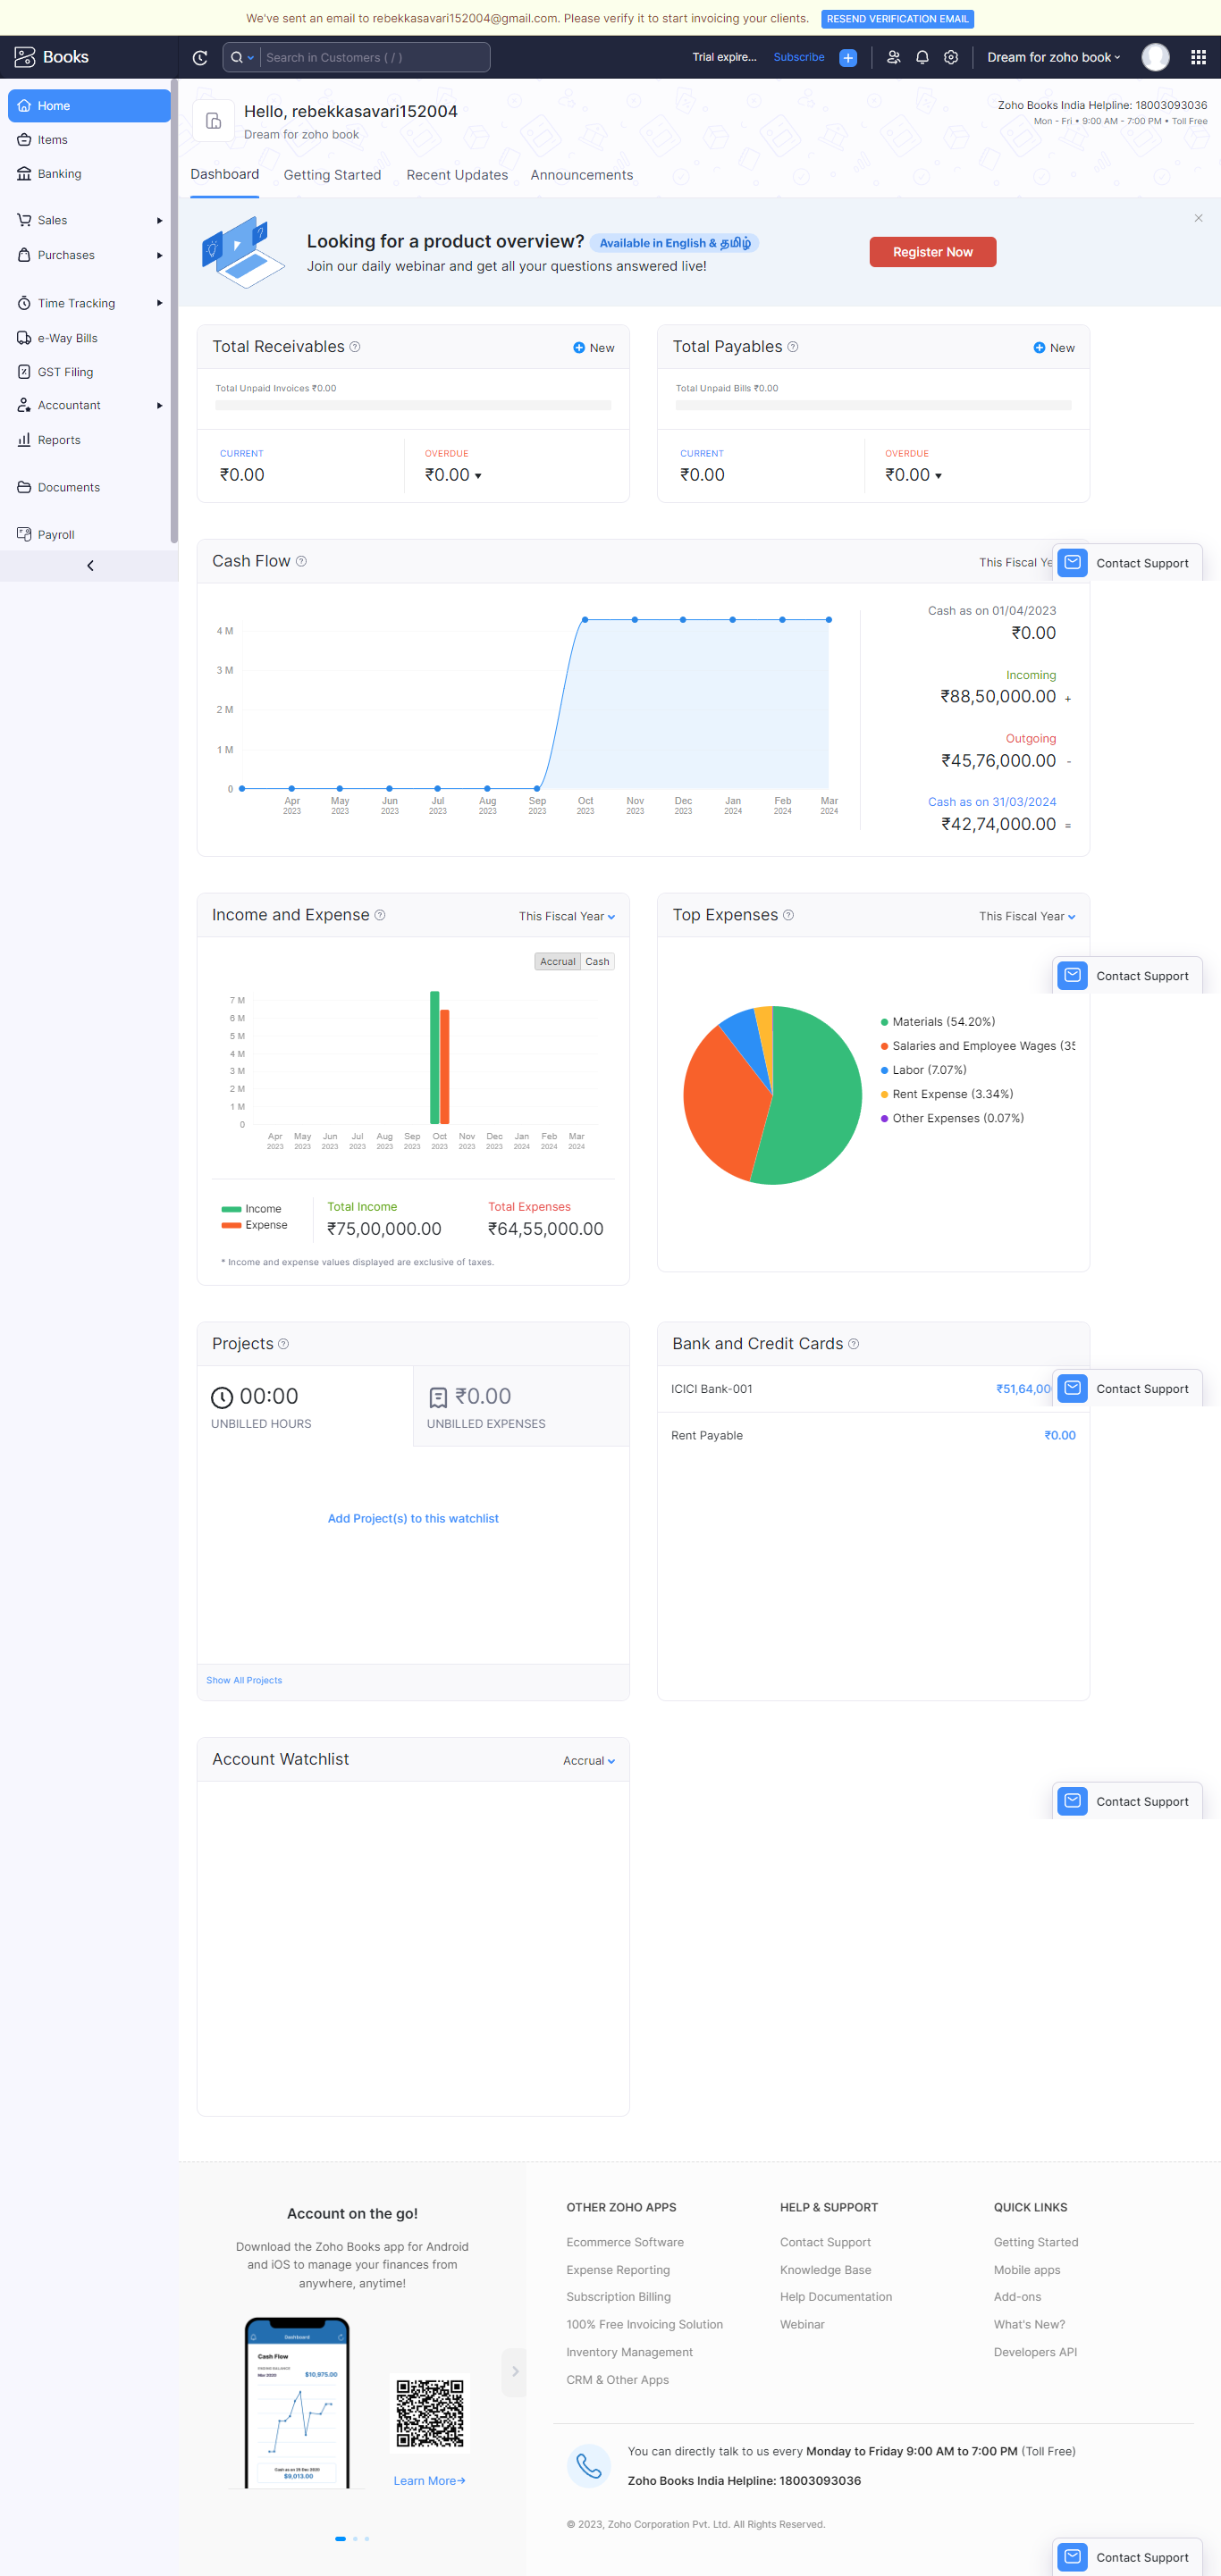 We've sent an email to rebekkasavari152004@gmail.com. Please verify it to start invoicing your clients. RESEND VERIFICATION EMAIL
Books
Search in Customers ( / )
Trial expire... Subscribe
Dream for zoho book
Home
Items
Banking
Sales
Purchases
Time Tracking
e-Way Bills
GST Filing
Accountant
Reports
Documents
Payroll
Hello, rebekkasavari152004
Dream for zoho book
Zoho Books India Helpline: 18003093036
Mon - Fri • 9:00 AM - 7:00 PM • Toll Free
Dashboard Getting Started Recent Updates Announcements
Looking for a product overview? Available in English & தமிழ்
Join our daily webinar and get all your questions answered live!
Register Now
Total Receivables
New
Total Unpaid Invoices ₹0.00
CURRENT
₹0.00
OVERDUE
₹0.00
Total Payables
New
Total Unpaid Bills ₹0.00
CURRENT
₹0.00
OVERDUE
₹0.00
Cash Flow
This Fiscal Ye
Contact Support
4 M
3 M
2 M
1 M
0
Apr 2023 May 2023 Jun 2023 Jul 2023 Aug 2023 Sep 2023 Oct 2023 Nov 2023 Dec 2023 Jan 2024 Feb 2024 Mar 2024
Cash as on 01/04/2023
₹0.00
Incoming
₹88,50,000.00 +
Outgoing
₹45,76,000.00 -
Cash as on 31/03/2024
₹42,74,000.00 =
Income and Expense
This Fiscal Year
Accrual Cash
7 M
6 M
5 M
4 M
3 M
2 M
1 M
0
Apr 2023 May 2023 Jun 2023 Jul 2023 Aug 2023 Sep 2023 Oct 2023 Nov 2023 Dec 2023 Jan 2024 Feb 2024 Mar 2024
Income
Expense
Total Income
₹75,00,000.00
Total Expenses
₹64,55,000.00
* Income and expense values displayed are exclusive of taxes.
Top Expenses
This Fiscal Year
Contact Support
Materials (54.20%)
Salaries and Employee Wages (35
Labor (7.07%)
Rent Expense (3.34%)
Other Expenses (0.07%)
Projects
00:00
UNBILLED HOURS
₹0.00
UNBILLED EXPENSES
Add Project(s) to this watchlist
Show All Projects
Bank and Credit Cards
ICICI Bank-001 ₹51,64,00
Contact Support
Rent Payable ₹0.00
Account Watchlist
Accrual
Contact Support
Account on the go!
Download the Zoho Books app for Android
and iOS to manage your finances from
anywhere, anytime!
Dashboard
Cash Flow
ENDING BALANCE
Mar 2020 $10,975.00
Cash as on 25 Dec 2020
$9,013.00
Learn More→
OTHER ZOHO APPS
Ecommerce Software
Expense Reporting
Subscription Billing
100% Free Invoicing Solution
Inventory Management
CRM & Other Apps
HELP & SUPPORT
Contact Support
Knowledge Base
Help Documentation
Webinar
QUICK LINKS
Getting Started
Mobile apps
Add-ons
What's New?
Developers API
You can directly talk to us every Monday to Friday 9:00 AM to 7:00 PM (Toll Free)
Zoho Books India Helpline: 18003093036
© 2023, Zoho Corporation Pvt. Ltd. All Rights Reserved.
Contact Support